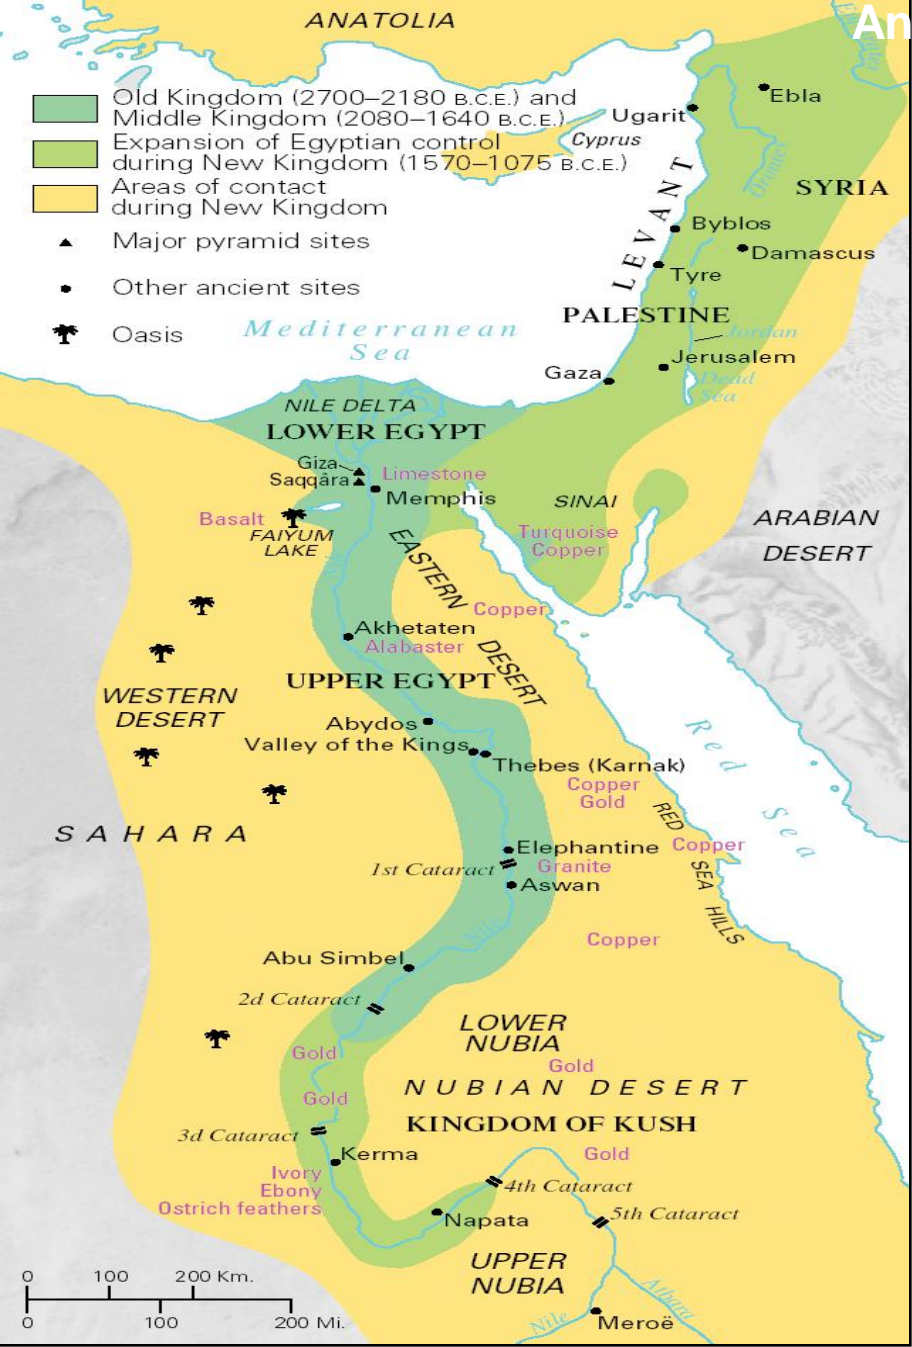 An
ANATOLIA
Euphrates
Old Kingdom (2700–2180 B.C.E.) and
Middle Kingdom (2080–1640 B.C.E.)
Expansion of Egyptian control
during New Kingdom (1570–1075 B.C.E.)
Areas of contact
during New Kingdom
Major pyramid sites
Other ancient sites
Oasis
Ebla
Ugarit
Cyprus
Orontes
SYRIA
LEVANT
Byblos
Damascus
Tyre
PALESTINE
Mediterranean
Sea
Jordan
Jerusalem
Gaza
Dead
Sea
NILE DELTA
LOWER EGYPT
Giza
Saqqâra
Limestone
Memphis
SINAI
Basalt
FAIYUM
LAKE
Turquoise
Copper
ARABIAN
DESERT
EASTERN
DESERT
Copper
Nile
Akhetaten
Alabaster
UPPER EGYPT
WESTERN
DESERT
Abydos
Valley of the Kings
Thebes (Karnak)
Copper
Gold
Red
Sea
RED
SEA
HILLS
SAHARA
Elephantine
Copper
1st Cataract
Granite
Aswan
Nile
Copper
Abu Simbel
2d Cataract
LOWER
NUBIA
Gold
Gold
NUBIAN DESERT
Gold
KINGDOM OF KUSH
3d Cataract
Kerma
Gold
Ivory
Ebony
Ostrich feathers
4th Cataract
Napata
5th Cataract
UPPER
NUBIA
0 100 200 Km.
0 100 200 Mi.
Atbara
Nile
Meroë